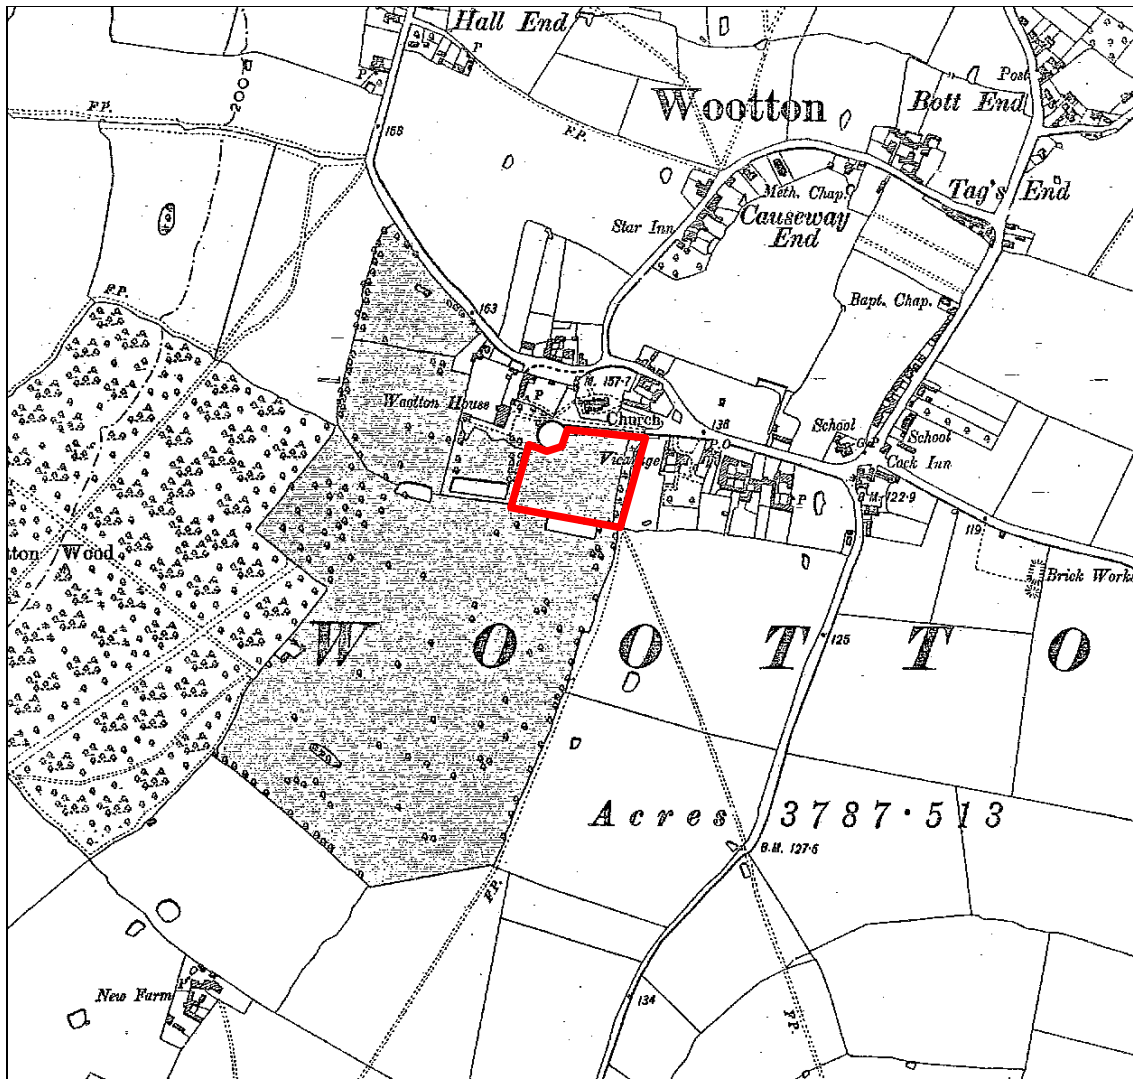 Hall End
P
P
Post
Wootton
Bott End
200
F.P.
168
F.P.
Meth. Chap.
Tag's End
Star Inn
Causeway
End
F.P.
Bapt. Chap.
163
157·7
Wootton House
P
Church
138
School
School
P.O.
G.P.
Vicarage
Cock Inn
P
B.M. 122·9
119
Wood
Brick Works
W O O T T O
125
Acres 3787·513
B.M. 127·6
F.P.
New Farm
P
134
F.P.